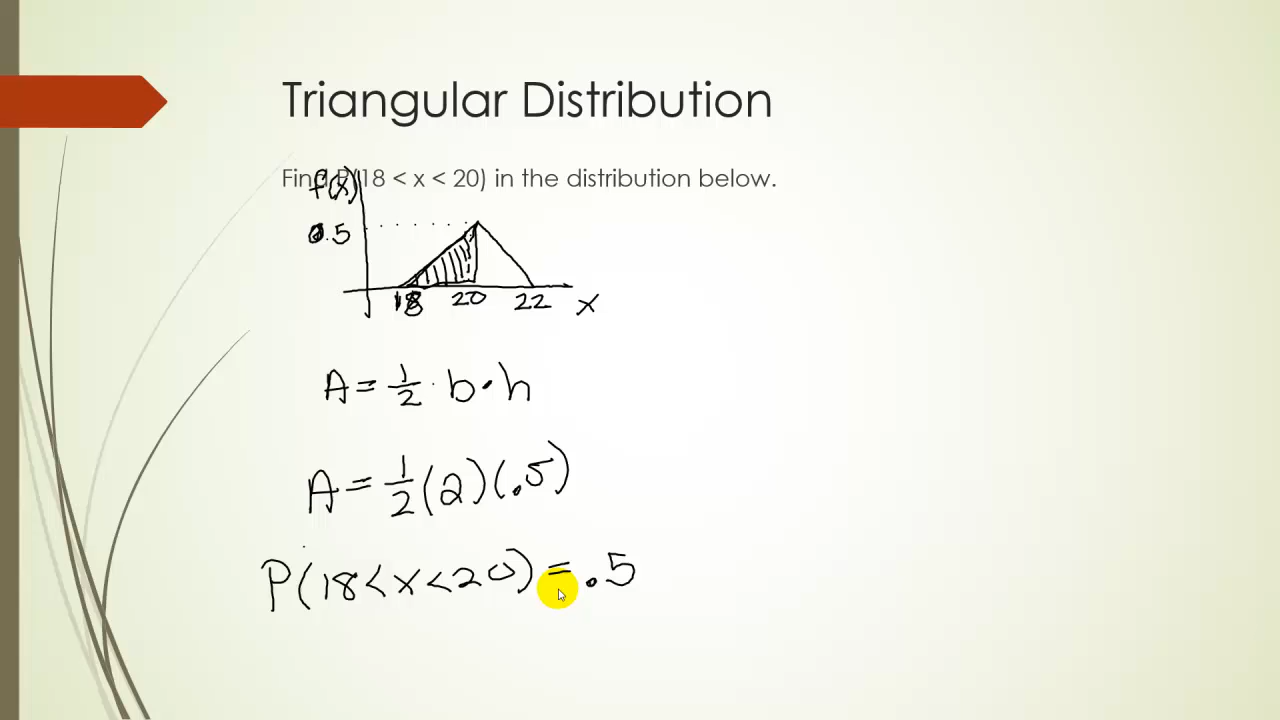 Triangular Distribution
Find P(18 < x < 20) in the distribution below.
f(x)
0.5
18 20 22 x
A = 1/2 · b · h
A = 1/2 (2)(.5)
P(18 < x < 20) = .5